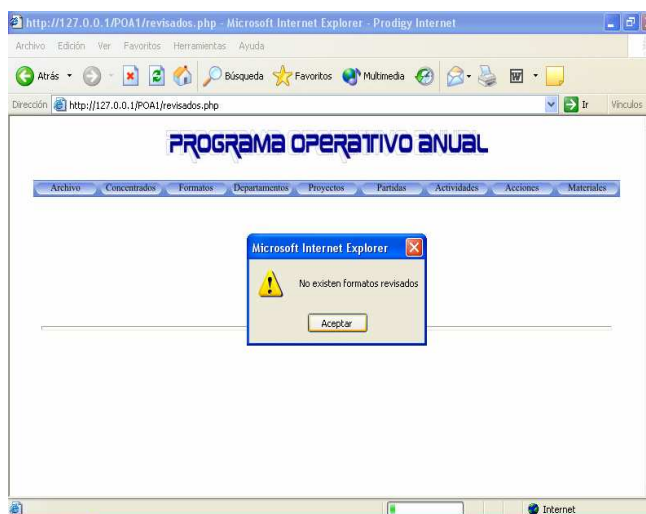 http://127.0.0.1/POA1/revisados.php - Microsoft Internet Explorer - Prodigy Internet
Archivo Edición Ver Favoritos Herramientas Ayuda
Atrás Búsqueda Favoritos Multimedia
Dirección http://127.0.0.1/POA1/revisados.php Ir Vínculos
PROGRAMA OPERATIVO ANUAL
Archivo Concentrados Formatos Departamentos Proyectos Partidas Actividades Acciones Materiales
Microsoft Internet Explorer
No existen formatos revisados
Aceptar
Internet